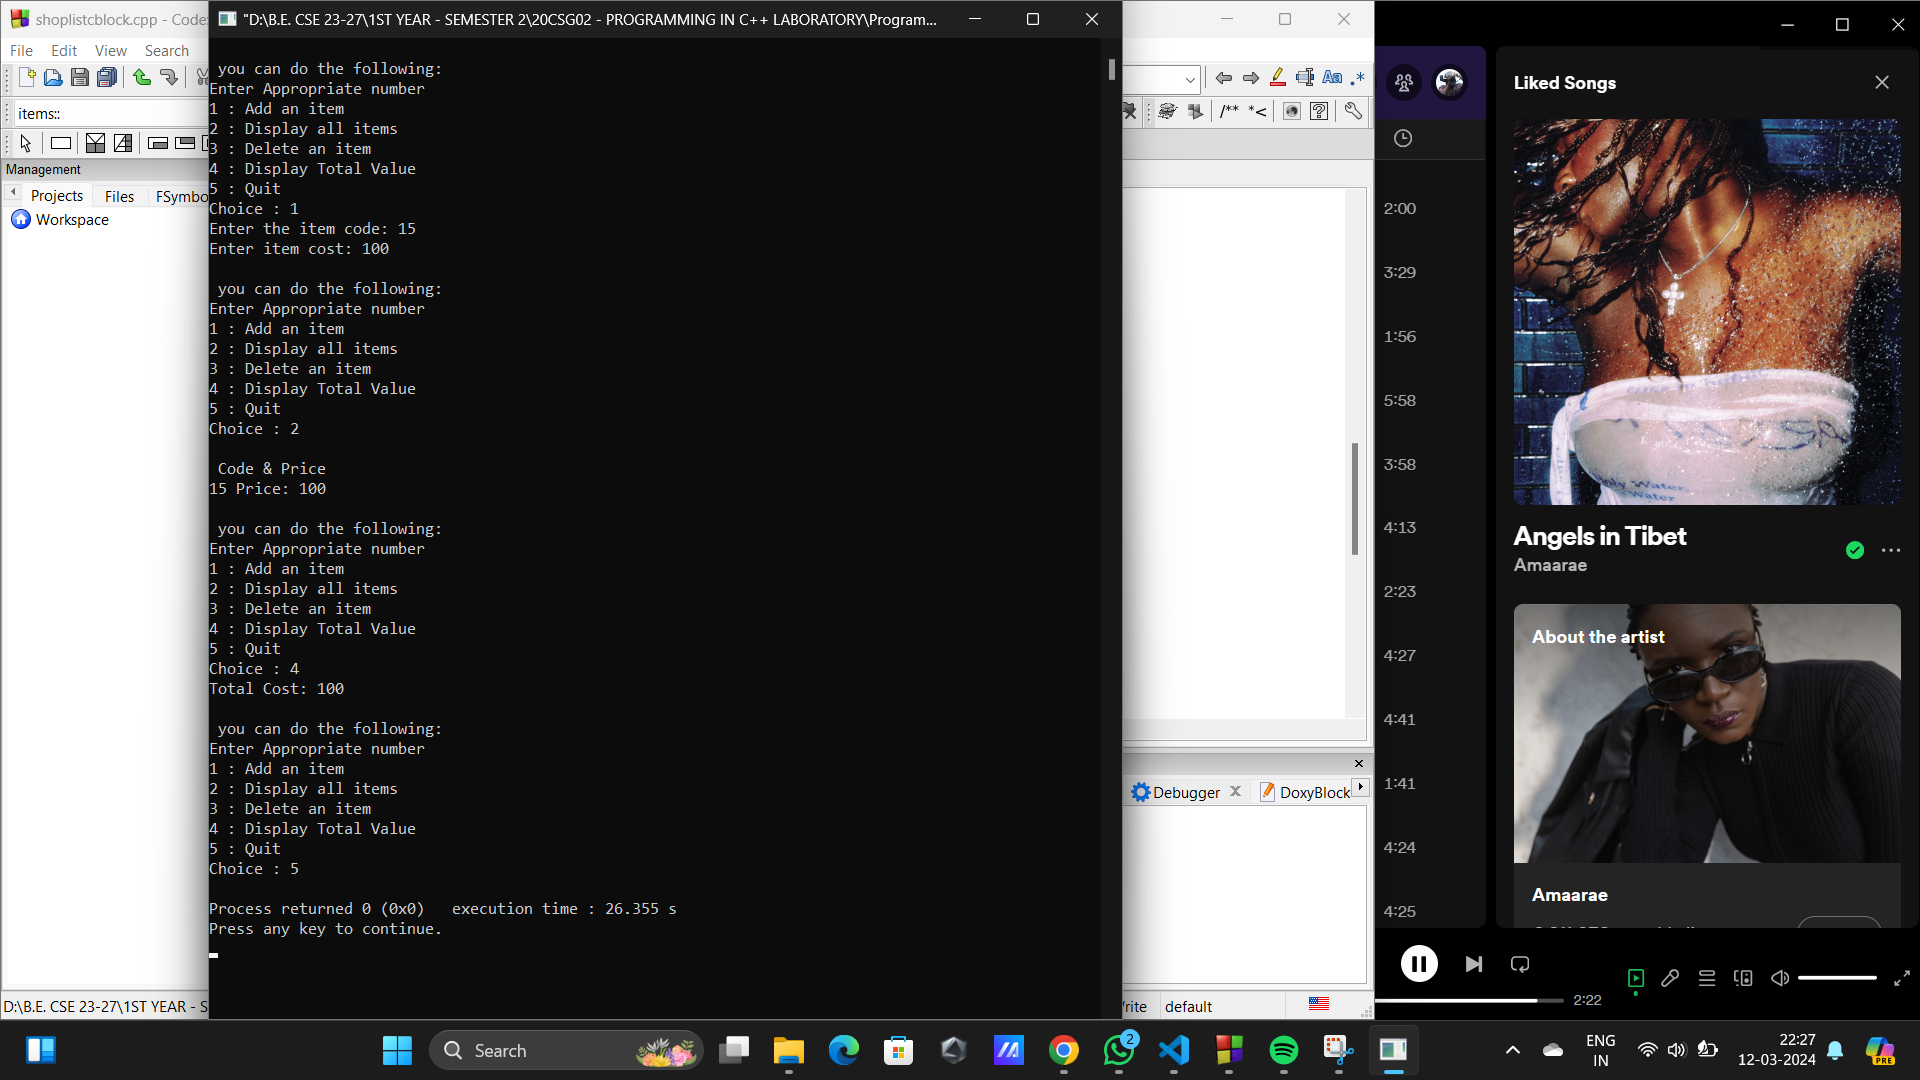 shoplistcblock.cpp - Code:
File Edit View Search
items::
Management
Projects Files FSymbo
Workspace
D:\B.E. CSE 23-27\1ST YEAR - S
"D:\B.E. CSE 23-27\1ST YEAR - SEMESTER 2\20CSG02 - PROGRAMMING IN C++ LABORATORY\Program...
you can do the following:
Enter Appropriate number
1 : Add an item
2 : Display all items
3 : Delete an item
4 : Display Total Value
5 : Quit
Choice : 1
Enter the item code: 15
Enter item cost: 100
you can do the following:
Enter Appropriate number
1 : Add an item
2 : Display all items
3 : Delete an item
4 : Display Total Value
5 : Quit
Choice : 2
Code & Price
15 Price: 100
you can do the following:
Enter Appropriate number
1 : Add an item
2 : Display all items
3 : Delete an item
4 : Display Total Value
5 : Quit
Choice : 4
Total Cost: 100
you can do the following:
Enter Appropriate number
1 : Add an item
2 : Display all items
3 : Delete an item
4 : Display Total Value
5 : Quit
Choice : 5
Process returned 0 (0x0) execution time : 26.355 s
Press any key to continue.
Aa .*
/** *<
Debugger DoxyBlock
rite default
2:00
3:29
1:56
5:58
3:58
4:13
2:23
4:27
4:41
1:41
4:24
4:25
Liked Songs
Water
Water
Angels in Tibet
Amaarae
About the artist
Amaarae
2:22
Search
2
ENG
IN
22:27
12-03-2024
PRE